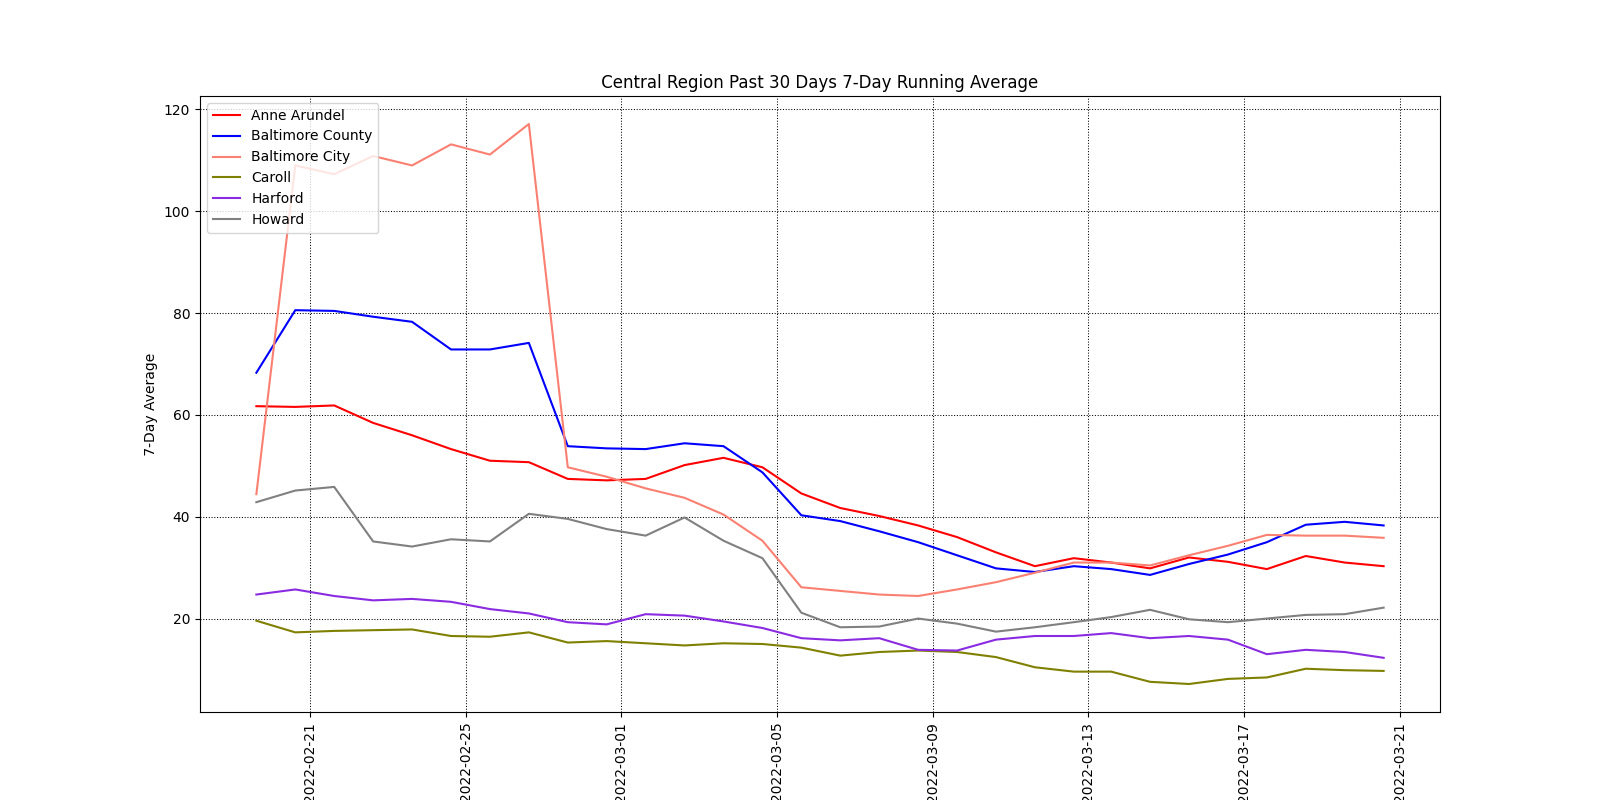 Central Region Past 30 Days 7-Day Running Average
Anne Arundel
Baltimore County
Baltimore City
Caroll
Harford
Howard
7-Day Average
120
100
80
60
40
20
2022-02-21
2022-02-25
2022-03-01
2022-03-05
2022-03-09
2022-03-13
2022-03-17
2022-03-21